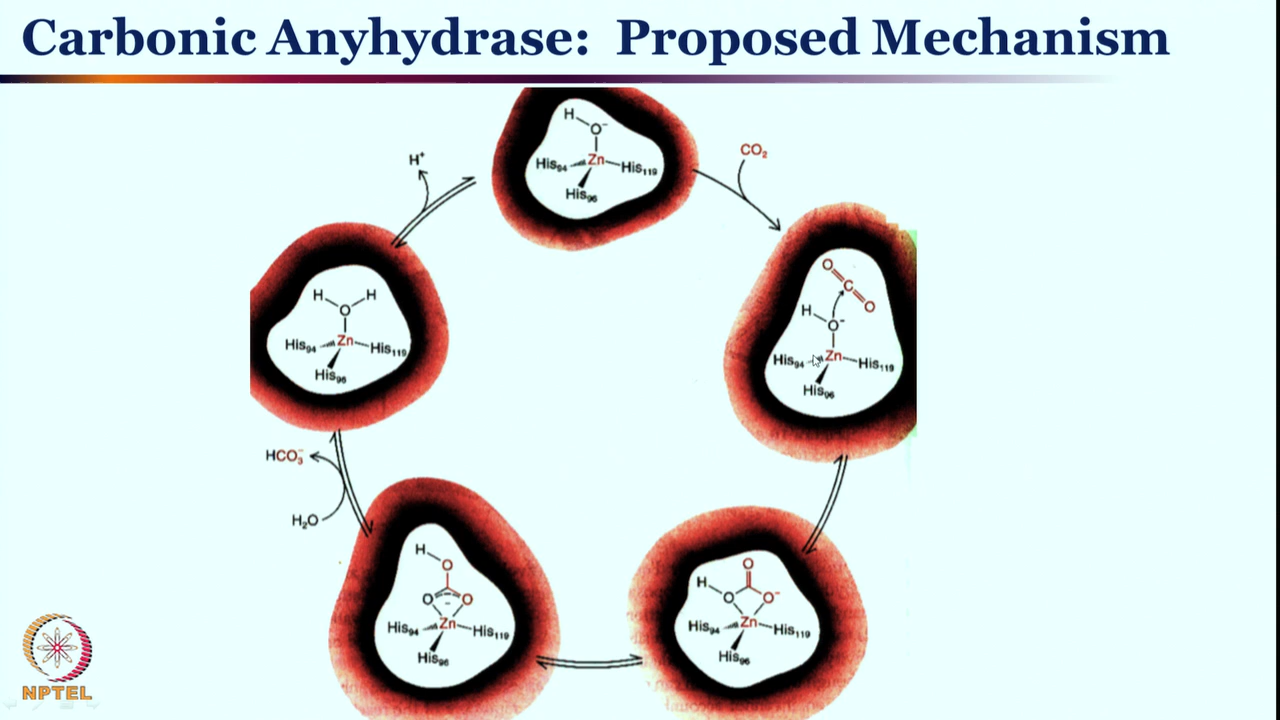 Carbonic Anyhydrase: Proposed Mechanism
H
O⁻
His₉₄ Zn His₁₁₉
His₉₆
CO₂
H⁺
O
C
O
H
O⁻
His₉₄ Zn His₁₁₉
His₉₆
H H
O
His₉₄ Zn His₁₁₉
His₉₆
HCO₃⁻
H₂O
H
O
O - O
His₉₄ Zn His₁₁₉
His₉₆
O
H
O O⁻
His₉₄ Zn His₁₁₉
His₉₆
NPTEL